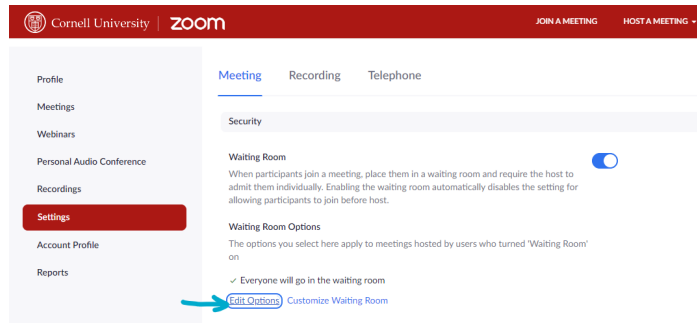 Cornell University zoom JOIN A MEETING HOST A MEETING
Profile
Meetings
Webinars
Personal Audio Conference
Recordings
Settings
Account Profile
Reports
Meeting Recording Telephone
Security
Waiting Room
When participants join a meeting, place them in a waiting room and require the host to
admit them individually. Enabling the waiting room automatically disables the setting for
allowing participants to join before host.
Waiting Room Options
The options you select here apply to meetings hosted by users who turned 'Waiting Room'
on
✓ Everyone will go in the waiting room
Edit Options Customize Waiting Room